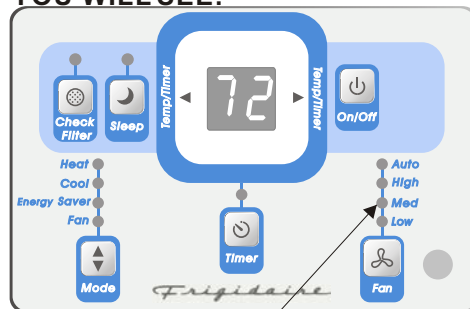 YOU WILL SEE:
Temp/Timer
72
Temp/Timer
Check
Filter
Sleep
On/Off
Heat
Cool
Energy Saver
Fan
Mode
Timer
Auto
High
Med
Low
Fan
Frigidaire